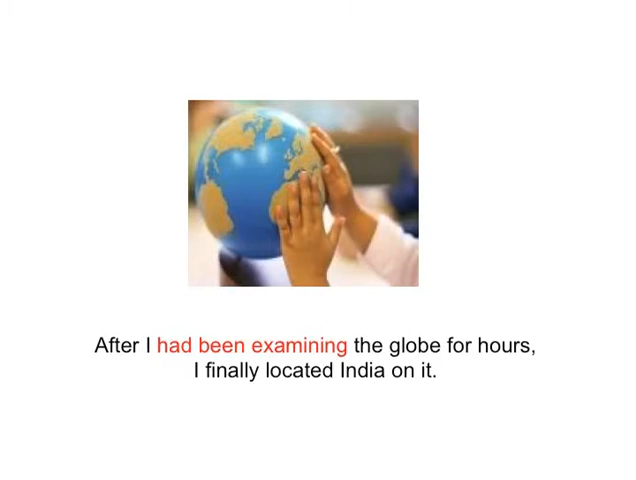 After I had been examining the globe for hours,
I finally located India on it.